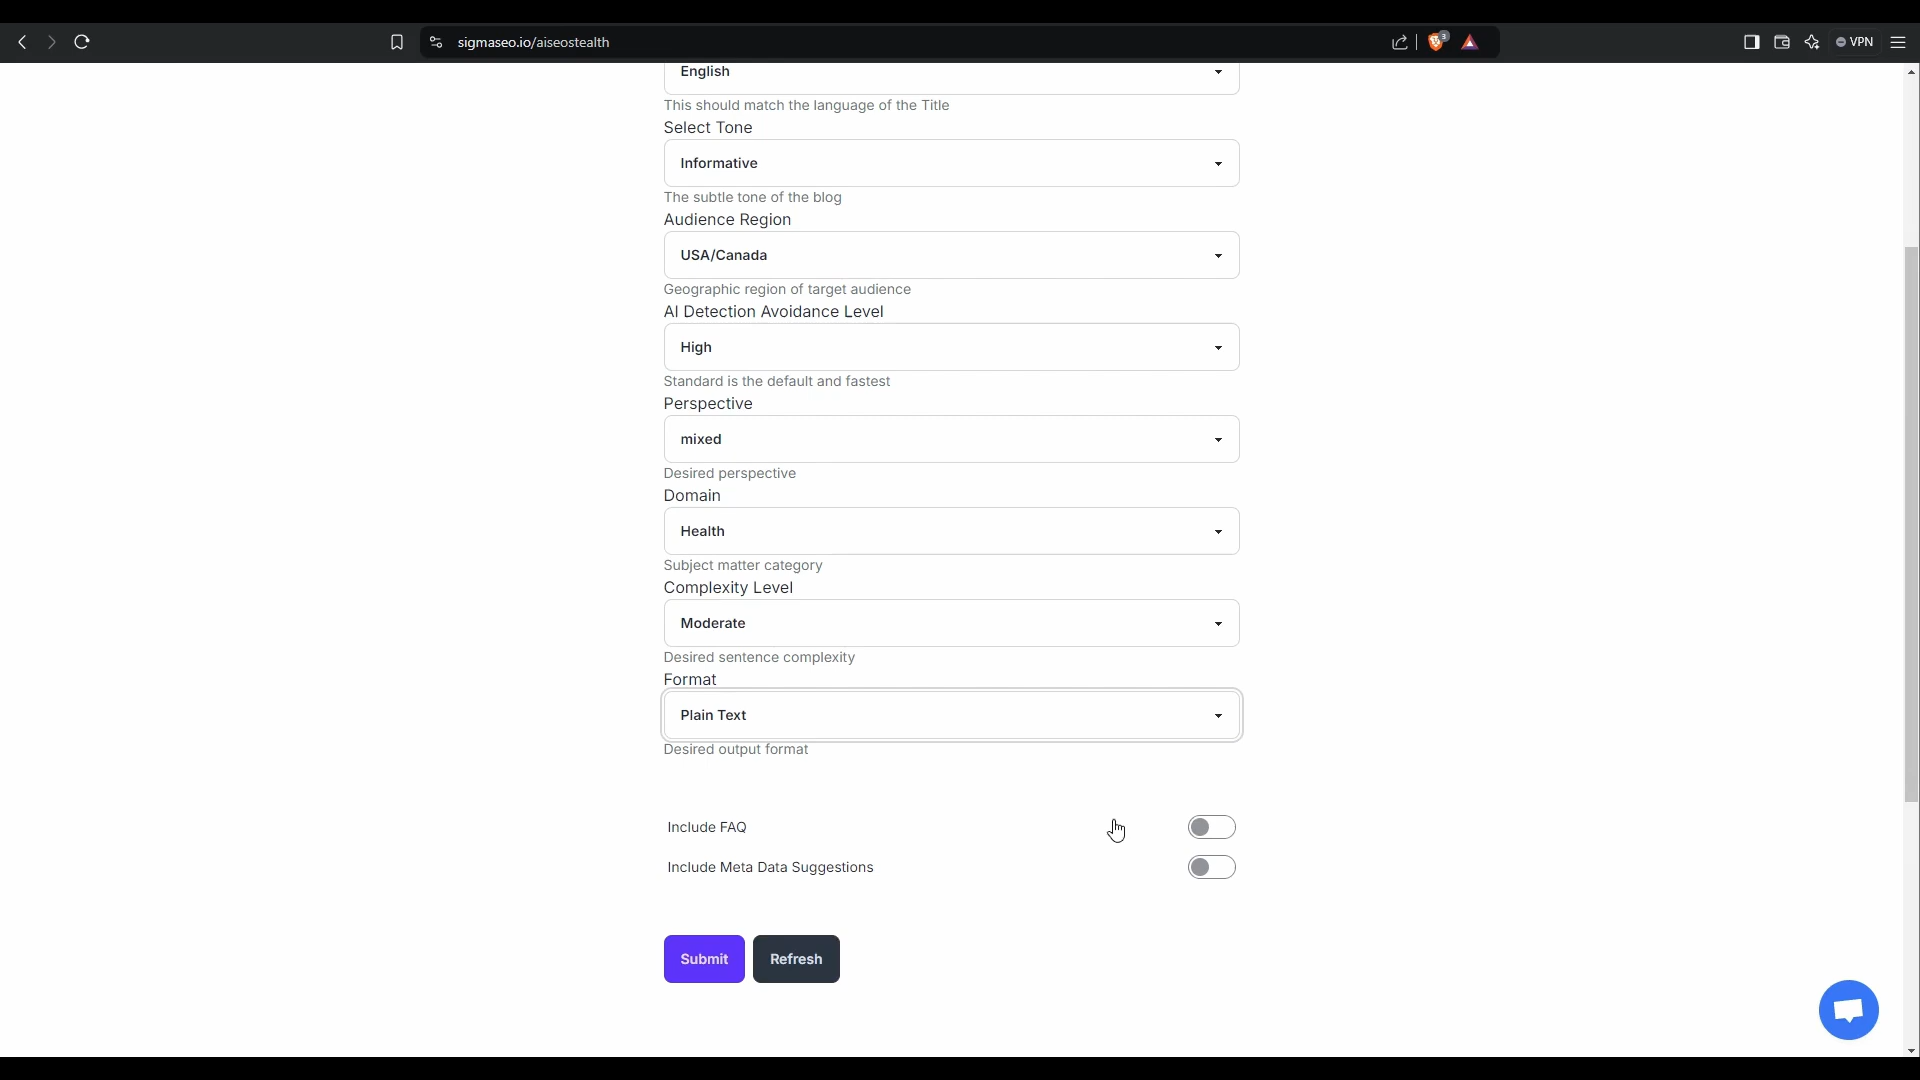 sigmaseo.io/aiseostealth
3
VPN
English
This should match the language of the Title
Select Tone
Informative
The subtle tone of the blog
Audience Region
USA/Canada
Geographic region of target audience
AI Detection Avoidance Level
High
Standard is the default and fastest
Perspective
mixed
Desired perspective
Domain
Health
Subject matter category
Complexity Level
Moderate
Desired sentence complexity
Format
Plain Text
Desired output format
Include FAQ
Include Meta Data Suggestions
Submit Refresh